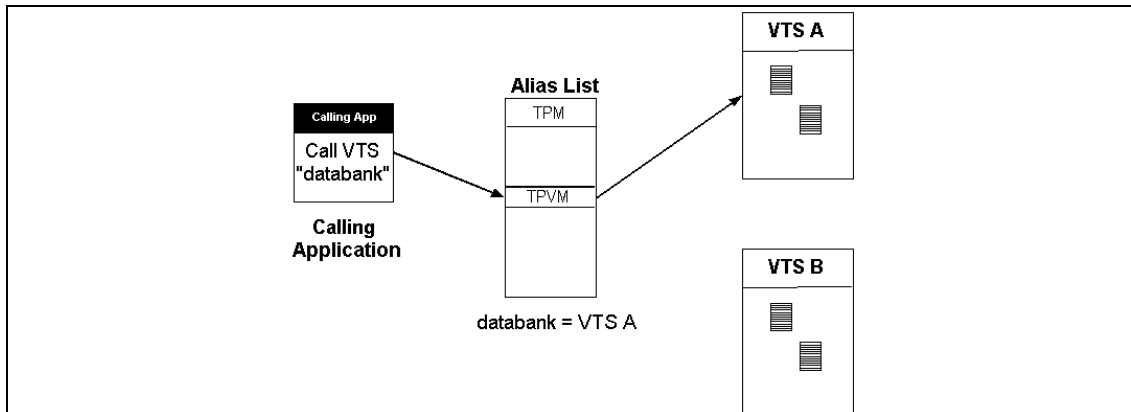 VTS A
Alias List
TPM
Calling App
Call VTS
"databank"
TPVM
Calling
Application
VTS B
databank = VTS A